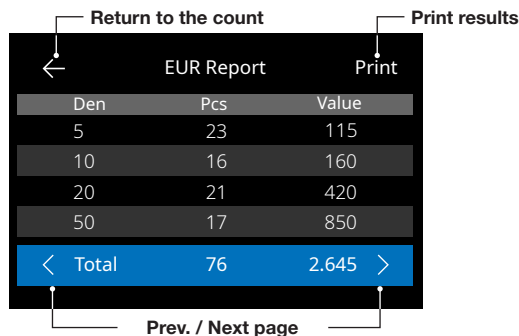 Return to the count Print results
EUR Report Print
Den Pcs Value
5 23 115
10 16 160
20 21 420
50 17 850
Total 76 2.645
Prev. / Next page